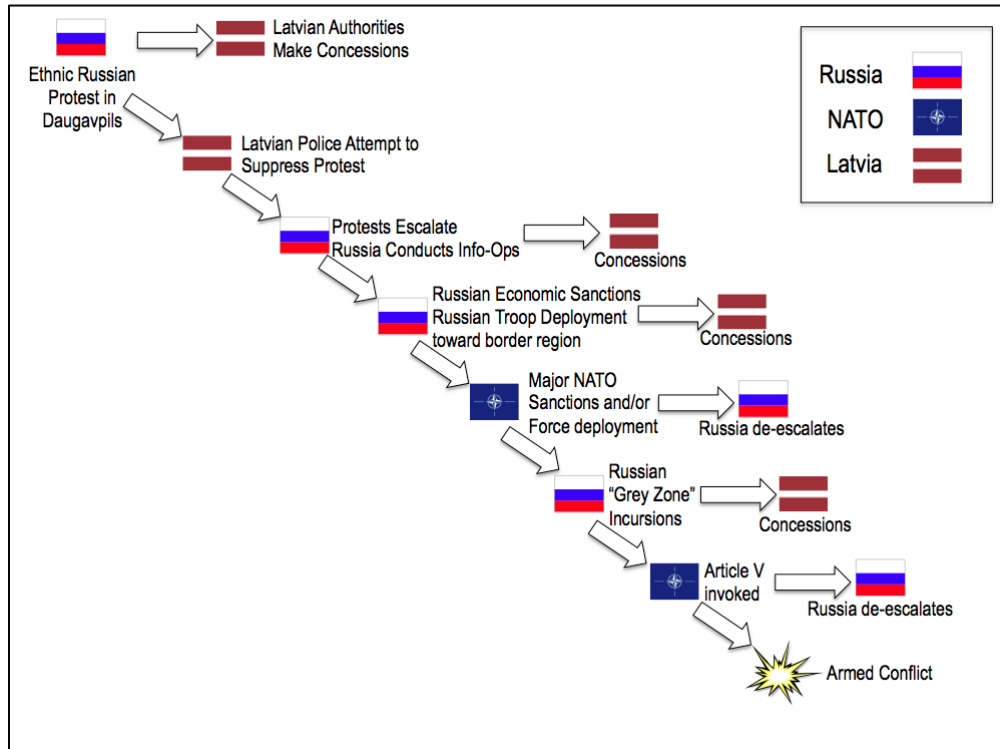 Latvian Authorities
Make Concessions
Ethnic Russian
Protest in
Daugavpils
Russia
NATO
Latvia
Latvian Police Attempt to
Suppress Protest
Protests Escalate
Russia Conducts Info-Ops
Concessions
Russian Economic Sanctions
Russian Troop Deployment
toward border region
Concessions
Major NATO
Sanctions and/or
Force deployment
Russia de-escalates
Russian
“Grey Zone”
Incursions
Concessions
Article V
invoked
Russia de-escalates
Armed Conflict